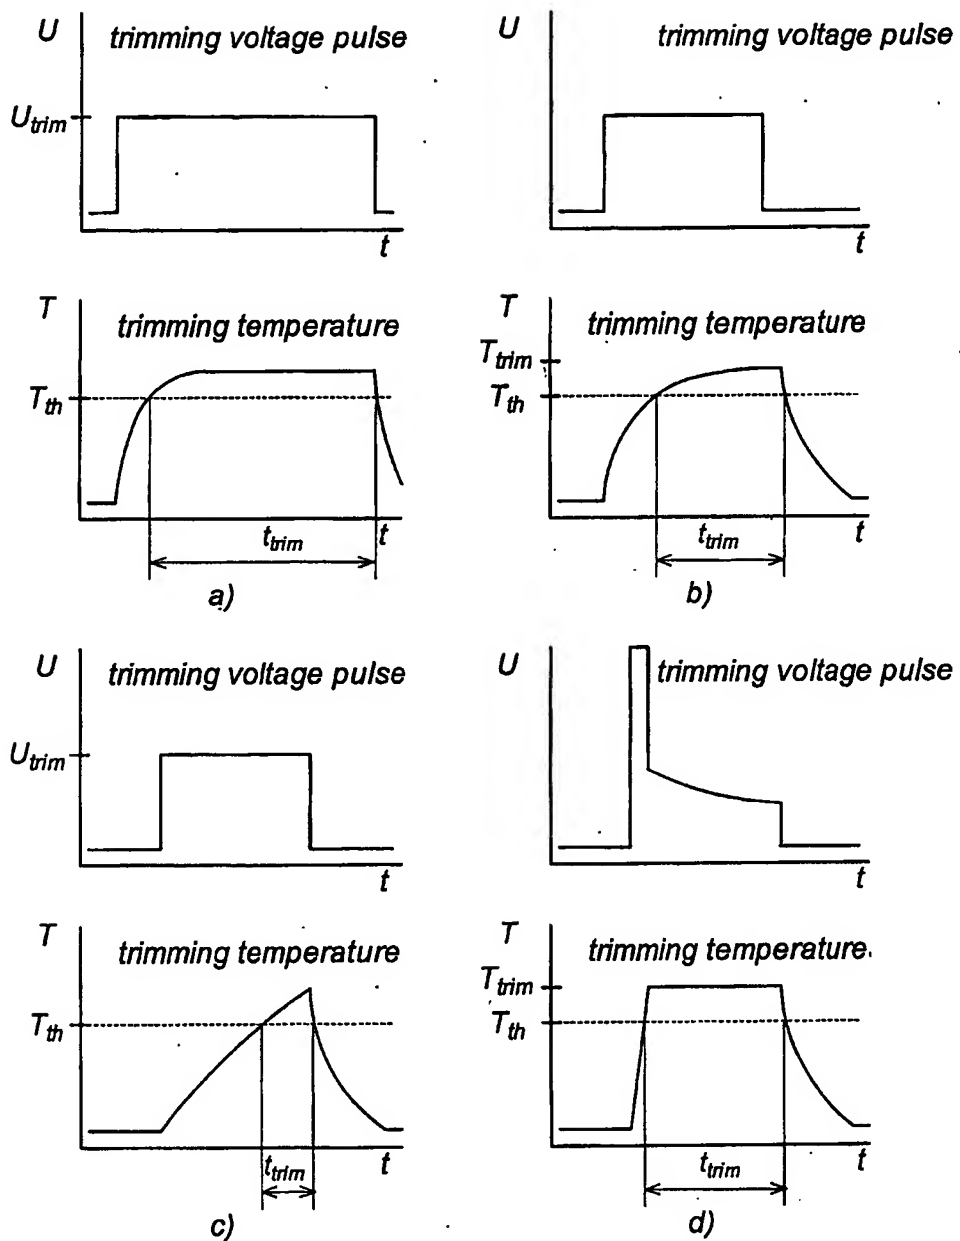 U trimming voltage pulse
U_trim
t
T
trimming temperature
T_th
t_trim t
a)
U trimming voltage pulse
t
T
trimming temperature
T_trim
T_th
t_trim t
b)
U
trimming voltage pulse
U_trim
t
T
trimming temperature
T_th
t_trim t
c)
U trimming voltage pulse
t
T
trimming temperature
T_trim
T_th
t_trim t
d)